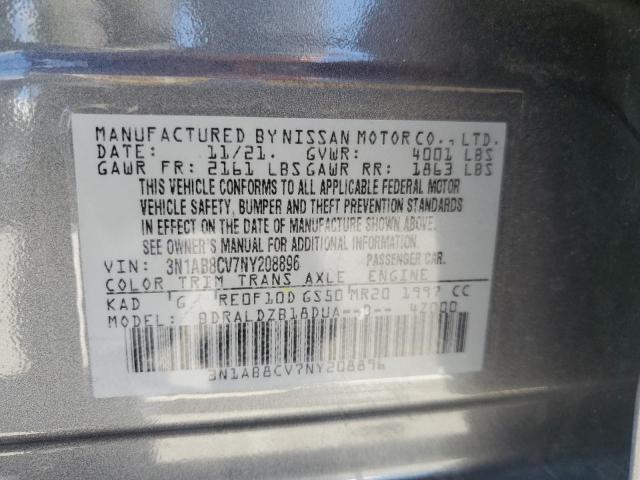 MANUFACTURED BY NISSAN MOTOR CO., LTD.
DATE: 11/21. GVWR: 4001 LBS
GAWR FR: 2161 LBS GAWR RR: 1863 LBS
THIS VEHICLE CONFORMS TO ALL APPLICABLE FEDERAL MOTOR
VEHICLE SAFETY, BUMPER AND THEFT PREVENTION STANDARDS
IN EFFECT ON THE DATE OF MANUFACTURE SHOWN ABOVE.
SEE OWNER'S MANUAL FOR ADDITIONAL INFORMATION.
VIN: 3N1AB8CV7NY208896 PASSENGER CAR.
COLOR TRIM TRANS AXLE ENGINE
KAD G RE0F10D GS50 MR20 1997 CC
MODEL: BDRALDZB18DUA--D-- 4Z000
3N1AB8CV7NY208896